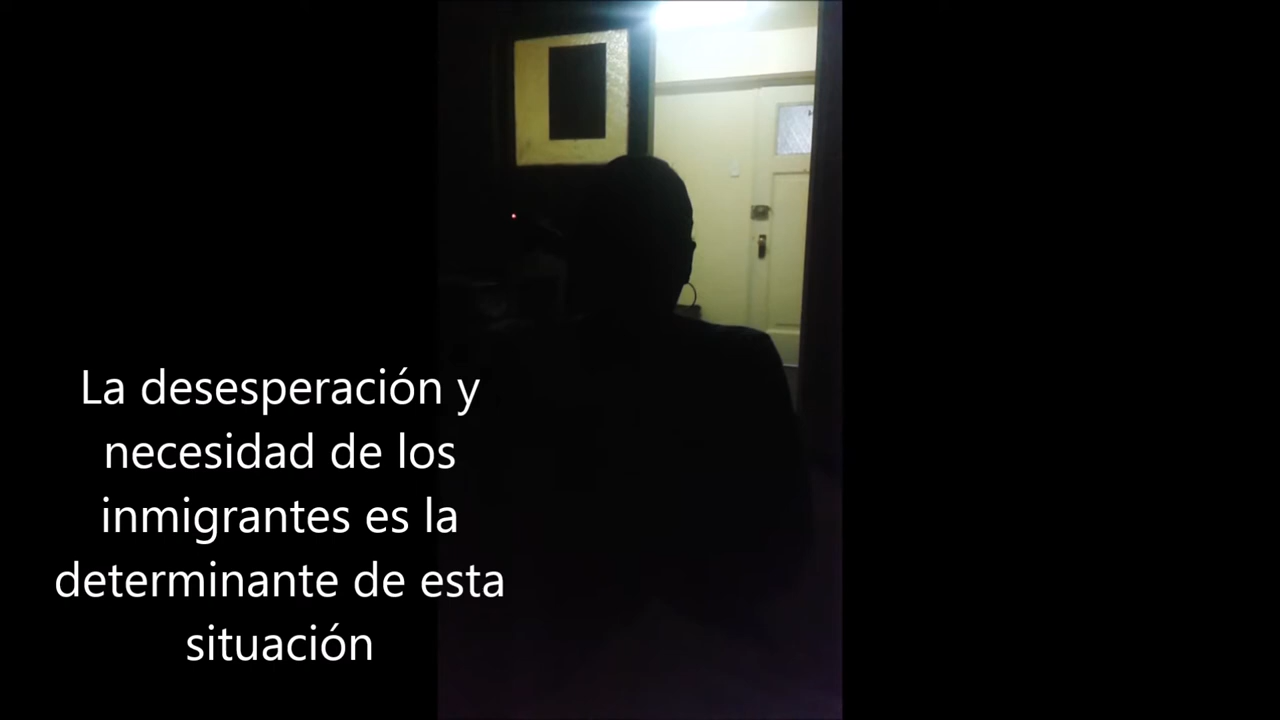 La desesperación y
necesidad de los
inmigrantes es la
determinante de esta
situación